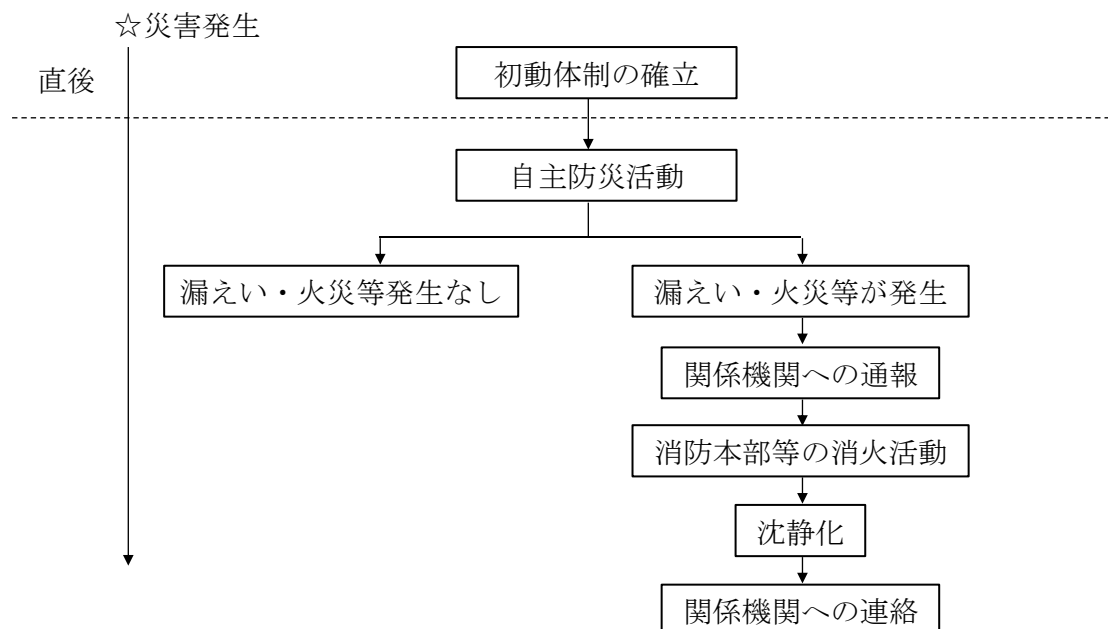 ☆災害発生
直後
初動体制の確立
自主防災活動
漏えい・火災等発生なし
漏えい・火災等が発生
関係機関への通報
消防本部等の消火活動
沈静化
関係機関への連絡